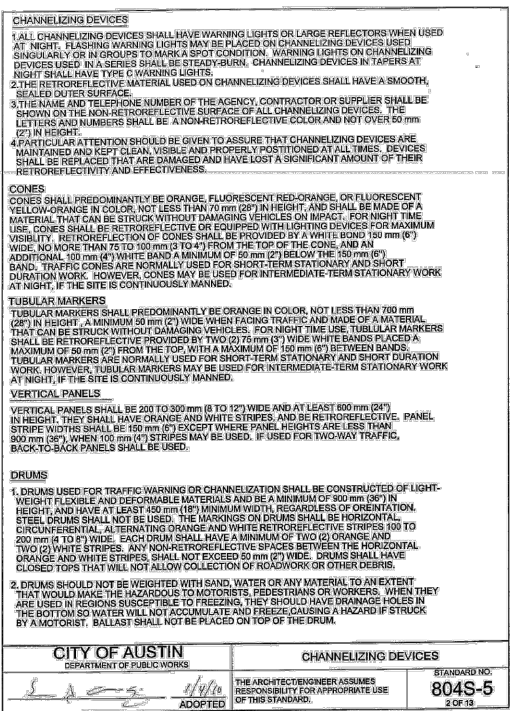 CHANNELIZING DEVICES
1.ALL CHANNELIZING DEVICES SHALL HAVE WARNING LIGHTS OR LARGE REFLECTORS WHEN USED
AT NIGHT. FLASHING WARNING LIGHTS MAY BE PLACED ON CHANNELIZING DEVICES USED
SINGULARLY OR IN GROUPS TO MARK A SPOT CONDITION. WARNING LIGHTS ON CHANNELIZING
DEVICES USED IN A SERIES SHALL BE STEADY-BURN. CHANNELIZING DEVICES IN TAPERS AT
NIGHT SHALL HAVE TYPE C WARNING LIGHTS.
2.THE RETROREFLECTIVE MATERIAL USED ON CHANNELIZING DEVICES SHALL HAVE A SMOOTH,
SEALED OUTER SURFACE.
3.THE NAME AND TELEPHONE NUMBER OF THE AGENCY, CONTRACTOR OR SUPPLIER SHALL BE
SHOWN ON THE NON-RETROREFLECTIVE SURFACE OF ALL CHANNELIZING DEVICES. THE
LETTERS AND NUMBERS SHALL BE A NON-RETROREFLECTIVE COLOR AND NOT OVER 50 mm
(2") IN HEIGHT.
4.PARTICULAR ATTENTION SHOULD BE GIVEN TO ASSURE THAT CHANNELIZING DEVICES ARE
MAINTAINED AND KEPT CLEAN, VISIBLE AND PROPERLY POSTITIONED AT ALL TIMES. DEVICES
SHALL BE REPLACED THAT ARE DAMAGED AND HAVE LOST A SIGNIFICANT AMOUNT OF THEIR
RETROREFLECTIVITY AND EFFECTIVENESS.
CONES
CONES SHALL PREDOMINANTLY BE ORANGE, FLUORESCENT RED-ORANGE, OR FLUORESCENT
YELLOW-ORANGE IN COLOR, NOT LESS THAN 70 mm (28") IN HEIGHT, AND SHALL BE MADE OF A
MATERIAL THAT CAN BE STRUCK WITHOUT DAMAGING VEHICLES ON IMPACT. FOR NIGHT TIME
USE, CONES SHALL BE RETROREFLECTIVE OR EQUIPPED WITH LIGHTING DEVICES FOR MAXIMUM
VISIBLITY. RETROFLECTION OF CONES SHALL BE PROVIDED BY A WHITE BOND 150 mm (6")
WIDE, NO MORE THAN 75 TO 100 mm (3 TO 4") FROM THE TOP OF THE CONE, AND AN
ADDITIONAL 100 mm (4") WHITE BAND A MINIMUM OF 50 mm (2") BELOW THE 150 mm (6")
BAND. TRAFFIC CONES ARE NORMALLY USED FOR SHORT-TERM STATIONARY AND SHORT
DURATION WORK. HOWEVER, CONES MAY BE USED FOR INTERMEDIATE-TERM STATIONARY WORK
AT NIGHT, IF THE SITE IS CONTINUOUSLY MANNED.
TUBULAR MARKERS
TUBULAR MARKERS SHALL PREDOMINANTLY BE ORANGE IN COLOR, NOT LESS THAN 700 mm
(28") IN HEIGHT , A MINIMUM 50 mm (2") WIDE WHEN FACING TRAFFIC AND MADE OF A MATERIAL
THAT CAN BE STRUCK WITHOUT DAMAGING VEHICLES. FOR NIGHT TIME USE, TUBLULAR MARKERS
SHALL BE RETROREFLECTIVE PROVIDED BY TWO (2) 75 mm (3") WIDE WHITE BANDS PLACED A
MAXIMUM OF 50 mm (2") FROM THE TOP, WITH A MAXIMUM OF 150 mm (6") BETWEEN BANDS.
TUBULAR MARKERS ARE NORMALLY USED FOR SHORT-TERM STATIONARY AND SHORT DURATION
WORK. HOWEVER, TUBULAR MARKERS MAY BE USED FOR INTERMEDIATE-TERM STATIONARY WORK
AT NIGHT, IF THE SITE IS CONTINUOUSLY MANNED.
VERTICAL PANELS
VERTICAL PANELS SHALL BE 200 TO 300 mm (8 TO 12") WIDE AND AT LEAST 600 mm (24")
IN HEIGHT. THEY SHALL HAVE ORANGE AND WHITE STRIPES, AND BE RETROREFLECTIVE. PANEL
STRIPE WIDTHS SHALL BE 150 mm (6") EXCEPT WHERE PANEL HEIGHTS ARE LESS THAN
900 mm (36"), WHEN 100 mm (4") STRIPES MAY BE USED. IF USED FOR TWO-WAY TRAFFIC,
BACK-TO-BACK PANELS SHALL BE USED.
DRUMS
1. DRUMS USED FOR TRAFFIC WARNING OR CHANNELIZATION SHALL BE CONSTRUCTED OF LIGHT-
WEIGHT FLEXIBLE AND DEFORMABLE MATERIALS AND BE A MINIMUM OF 900 mm (36") IN
HEIGHT, AND HAVE AT LEAST 450 mm (18") MINIMUM WIDTH, REGARDLESS OF OREINTATION.
STEEL DRUMS SHALL NOT BE USED. THE MARKINGS ON DRUMS SHALL BE HORIZONTAL,
CIRCUNFERENTIAL, ALTERNATING ORANGE AND WHITE RETROREFLECTIVE STRIPES 100 TO
200 mm (4 TO 8") WIDE. EACH DRUM SHALL HAVE A MINIMUM OF TWO (2) ORANGE AND
TWO (2) WHITE STRIPES. ANY NON-RETROREFLECTIVE SPACES BETWEEN THE HORIZONTAL
ORANGE AND WHITE STRIPES, SHALL NOT EXCEED 50 mm (2") WIDE. DRUMS SHALL HAVE
CLOSED TOPS THAT WILL NOT ALLOW COLLECTION OF ROADWORK OR OTHER DEBRIS.
2. DRUMS SHOULD NOT BE WEIGHTED WITH SAND, WATER OR ANY MATERIAL TO AN EXTENT
THAT WOULD MAKE THE HAZARDOUS TO MOTORISTS, PEDESTRIANS OR WORKERS. WHEN THEY
ARE USED IN REGIONS SUSCEPTIBLE TO FREEZING, THEY SHOULD HAVE DRAINAGE HOLES IN
THE BOTTOM SO WATER WILL NOT ACCUMULATE AND FREEZE,CAUSING A HAZARD IF STRUCK
BY A MOTORIST. BALLAST SHALL NOT BE PLACED ON TOP OF THE DRUM.
CITY OF AUSTIN
DEPARTMENT OF PUBLIC WORKS
ADOPTED
CHANNELIZING DEVICES
THE ARCHITECT/ENGINEER ASSUMES
RESPONSIBILITY FOR APPROPRIATE USE
OF THIS STANDARD.
STANDARD NO.
804S-5
2 OF 13